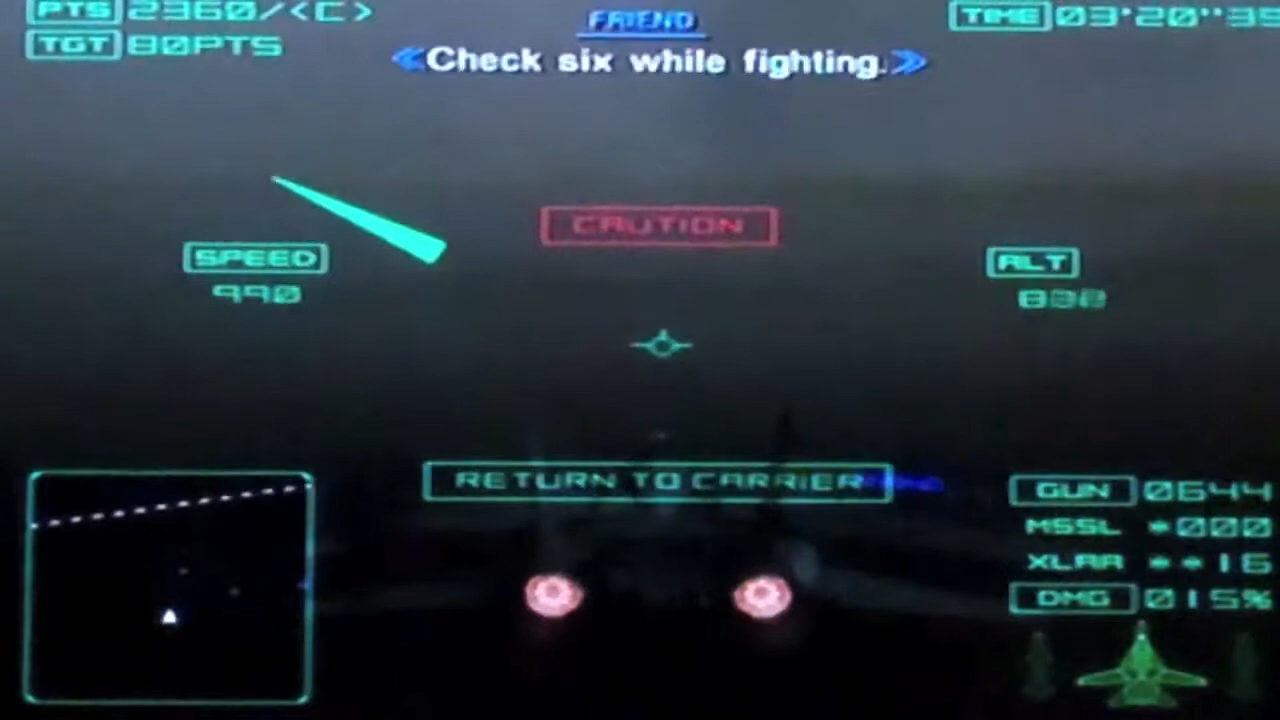 PTS 2360/<C>
FRIEND
TIME 03'20"35
TGT 80PTS
<<Check six while fighting.>>
CAUTION
SPEED
990
ALT
RETURN TO CARRIER
GUN 0644
MSSL *000
XLAA **16
DMG 015%